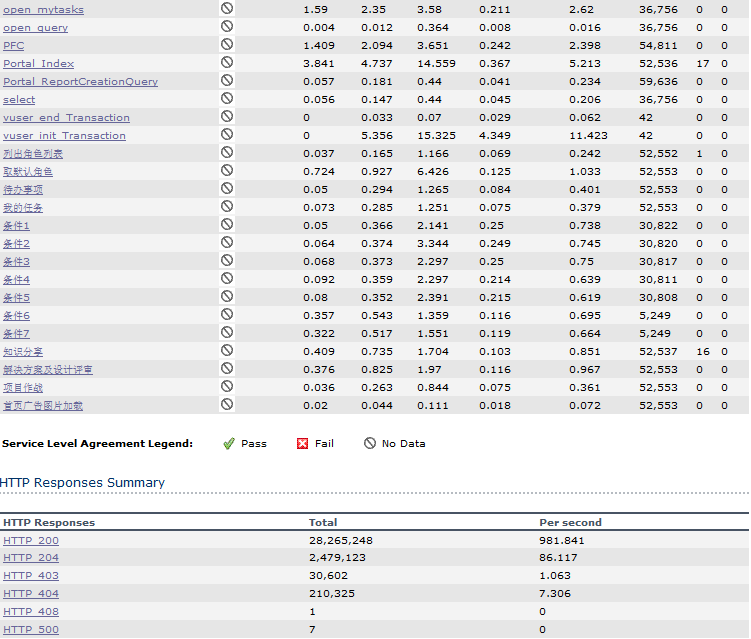 open_mytasks 1.59 2.35 3.58 0.211 2.62 36,756 0 0
open_query 0.004 0.012 0.364 0.008 0.016 36,756 0 0
PFC 1.409 2.094 3.651 0.242 2.398 54,811 0 0
Portal_Index 3.841 4.737 14.559 0.367 5.213 52,536 17 0
Portal_ReportCreationQuery 0.057 0.181 0.44 0.041 0.234 59,636 0 0
select 0.056 0.147 0.44 0.045 0.206 36,756 0 0
vuser_end_Transaction 0 0.033 0.07 0.029 0.062 42 0 0
vuser_init_Transaction 0 5.356 15.325 4.349 11.423 42 0 0
列出角鱼列表 0.037 0.165 1.166 0.069 0.242 52,552 1 0
取默认角鱼 0.724 0.927 6.426 0.125 1.033 52,553 0 0
待办事项 0.05 0.294 1.265 0.084 0.401 52,553 0 0
我的任务 0.073 0.285 1.251 0.075 0.379 52,553 0 0
条件1 0.05 0.366 2.141 0.25 0.738 30,822 0 0
条件2 0.064 0.374 3.344 0.249 0.745 30,820 0 0
条件3 0.068 0.373 2.297 0.25 0.75 30,817 0 0
条件4 0.092 0.359 2.297 0.214 0.639 30,811 0 0
条件5 0.08 0.352 2.391 0.215 0.619 30,808 0 0
条件6 0.357 0.543 1.359 0.116 0.695 5,249 0 0
条件7 0.322 0.517 1.551 0.119 0.664 5,249 0 0
知识分享 0.409 0.735 1.704 0.103 0.851 52,537 16 0
解决方案及设计评审 0.376 0.825 1.97 0.116 0.967 52,553 0 0
项目作战 0.036 0.263 0.844 0.075 0.361 52,553 0 0
首页广告图片加载 0.02 0.044 0.111 0.018 0.072 52,553 0 0
Service Level Agreement Legend: Pass Fail No Data
HTTP Responses Summary
HTTP Responses Total Per second
HTTP_200 28,265,248 981.841
HTTP_204 2,479,123 86.117
HTTP_403 30,602 1.063
HTTP_404 210,325 7.306
HTTP_408 1 0
HTTP_500 7 0